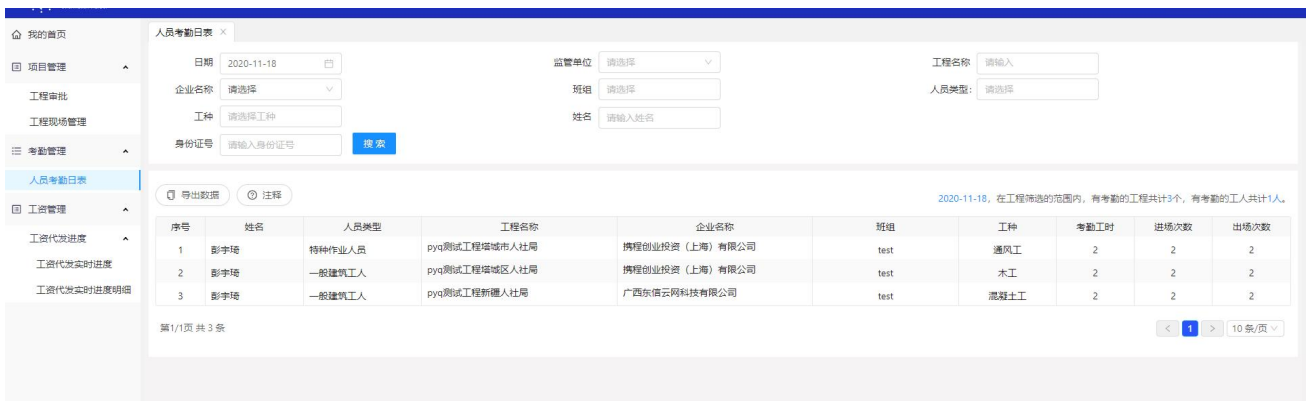 我的首页
项目管理
工程审批
工程现场管理
考勤管理
人员考勤日表
工资管理
工资代发进度
工资代发实时进度
工资代发实时进度明细
人员考勤日表 ×
日期 2020-11-18 监管单位 请选择 工程名称 请输入
企业名称 请选择 班组 请选择 人员类型: 请选择
工种 请选择工种 姓名 请输入姓名
身份证号 请输入身份证号 搜索
导出数据 注释 2020-11-18，在工程筛选的范围内，有考勤的工程共计3个，有考勤的工人共计1人。
序号 姓名 人员类型 工程名称 企业名称 班组 工种 考勤工时 进场次数 出场次数
1 彭宇琦 特种作业人员 pyq测试工程塔城市人社局 携程创业投资（上海）有限公司 test 通风工 2 2 2
2 彭宇琦 一般建筑工人 pyq测试工程塔城区人社局 携程创业投资（上海）有限公司 test 木工 2 2 2
3 彭宇琦 一般建筑工人 pyq测试工程新疆人社局 广西东信云网科技有限公司 test 混凝土工 2 2 2
第1/1页 共 3 条 < 1 > 10 条/页